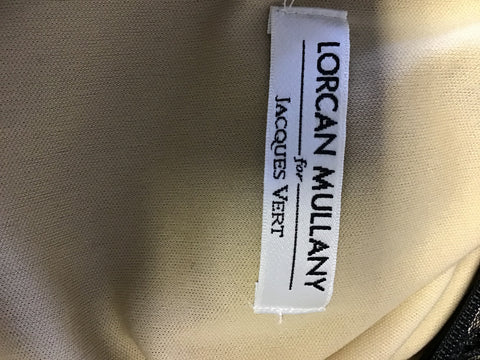 LORCAN MULLANY
for
JACQUES VERT